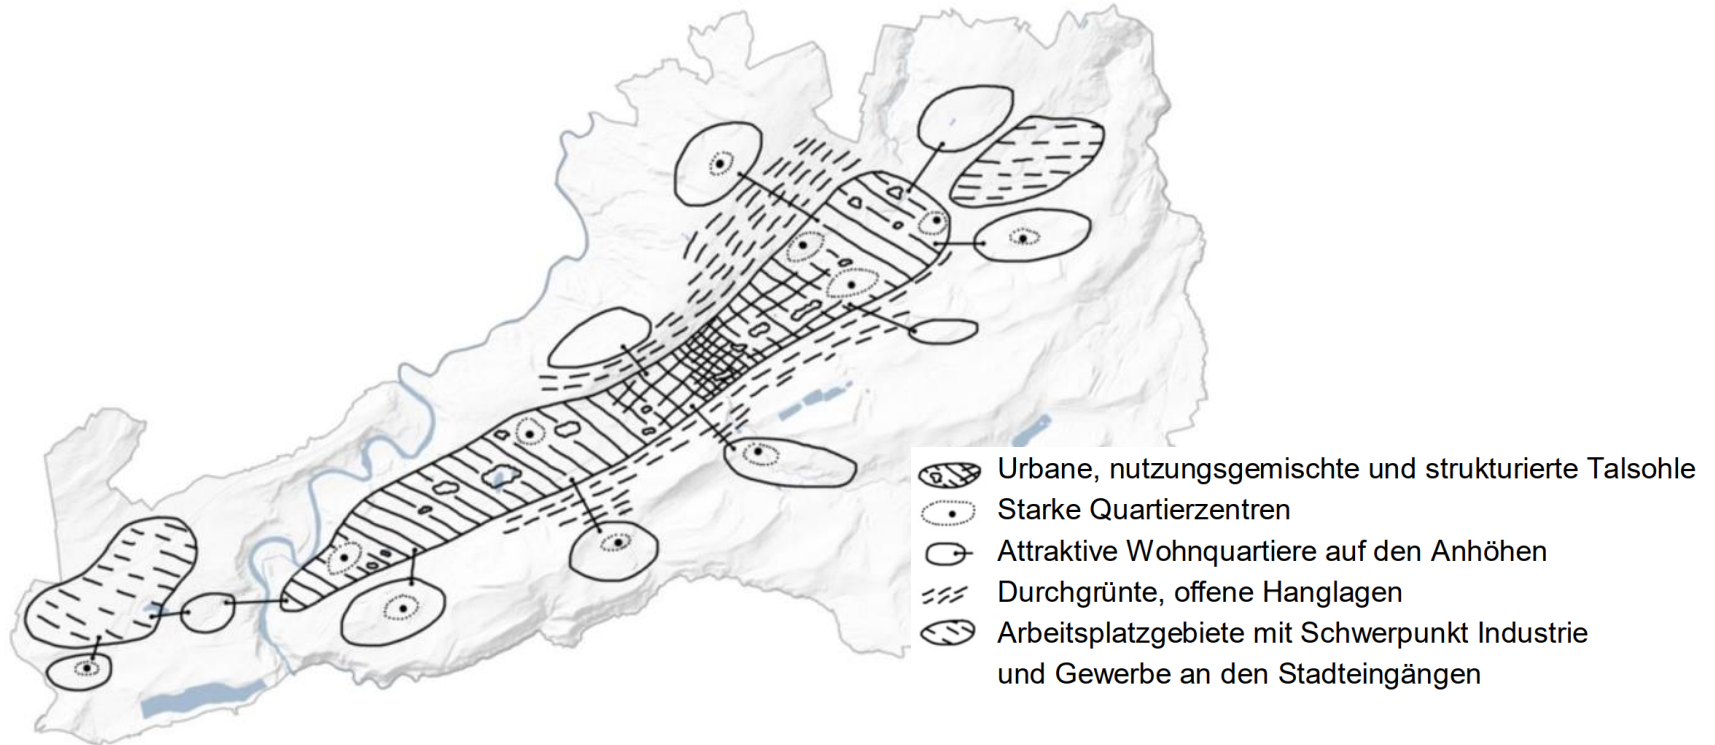 Urbane, nutzungsgemischte und strukturierte Talsohle
Starke Quartierzentren
Attraktive Wohnquartiere auf den Anhöhen
Durchgrünte, offene Hanglagen
Arbeitsplatzgebiete mit Schwerpunkt Industrie
und Gewerbe an den Stadteingängen